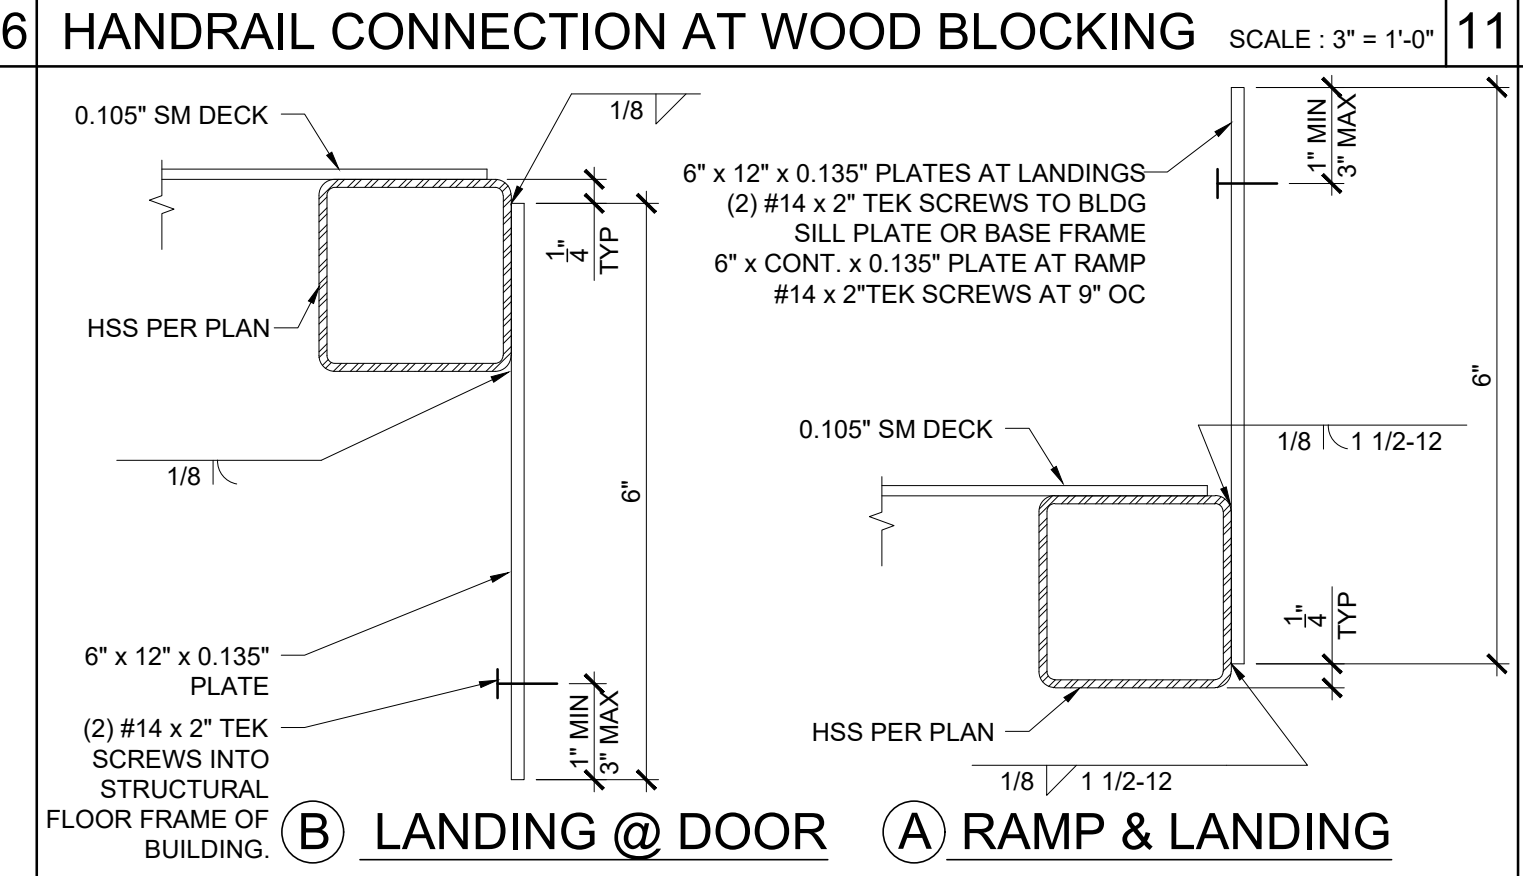 6
HANDRAIL CONNECTION AT WOOD BLOCKING
SCALE : 3" = 1'-0"
11
0.105" SM DECK
1/8
1/4"
TYP
HSS PER PLAN
1/8
6"
6" x 12" x 0.135"
PLATE
(2) #14 x 2" TEK
SCREWS INTO
STRUCTURAL
FLOOR FRAME OF
BUILDING.
1" MIN
3" MAX
B
LANDING @ DOOR
1" MIN
3" MAX
6" x 12" x 0.135" PLATES AT LANDINGS
(2) #14 x 2" TEK SCREWS TO BLDG
SILL PLATE OR BASE FRAME
6" x CONT. x 0.135" PLATE AT RAMP
#14 x 2"TEK SCREWS AT 9" OC
6"
0.105" SM DECK
1/8
1 1/2-12
1/4"
TYP
HSS PER PLAN
1/8
1 1/2-12
A
RAMP & LANDING